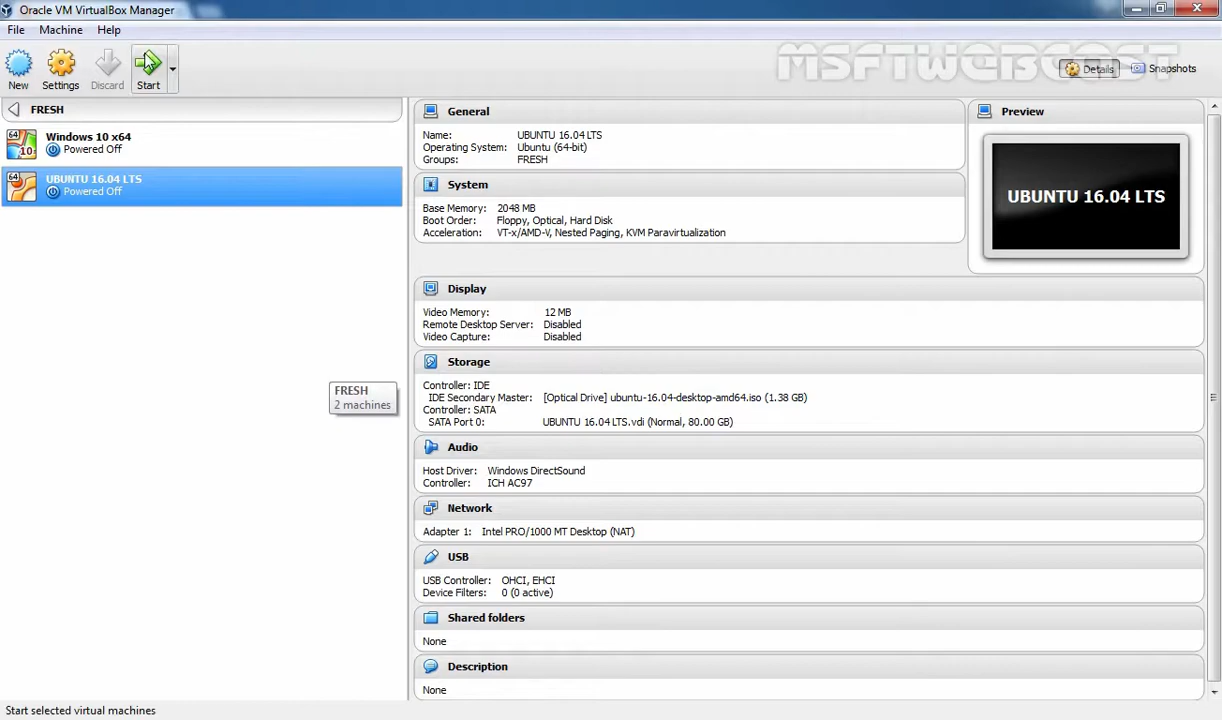 Oracle VM VirtualBox Manager
File Machine Help
MSFTWEBCAST
New Settings Discard Start
Details Snapshots
FRESH
64 10 Windows 10 x64
Powered Off
64 UBUNTU 16.04 LTS
Powered Off
FRESH
2 machines
General
Name: UBUNTU 16.04 LTS
Operating System: Ubuntu (64-bit)
Groups: FRESH
Preview
UBUNTU 16.04 LTS
System
Base Memory: 2048 MB
Boot Order: Floppy, Optical, Hard Disk
Acceleration: VT-x/AMD-V, Nested Paging, KVM Paravirtualization
Display
Video Memory: 12 MB
Remote Desktop Server: Disabled
Video Capture: Disabled
Storage
Controller: IDE
IDE Secondary Master: [Optical Drive] ubuntu-16.04-desktop-amd64.iso (1.38 GB)
Controller: SATA
SATA Port 0: UBUNTU 16.04 LTS.vdi (Normal, 80.00 GB)
Audio
Host Driver: Windows DirectSound
Controller: ICH AC97
Network
Adapter 1: Intel PRO/1000 MT Desktop (NAT)
USB
USB Controller: OHCI, EHCI
Device Filters: 0 (0 active)
Shared folders
None
Description
None
Start selected virtual machines